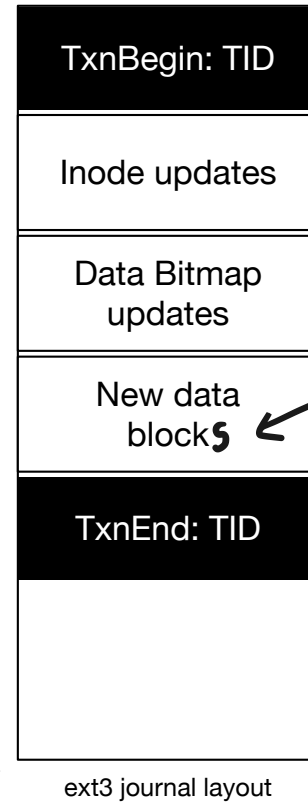 TxnBegin: TID
Inode updates
Data Bitmap
updates
New data
blocks
TxnEnd: TID
ext3 journal layout